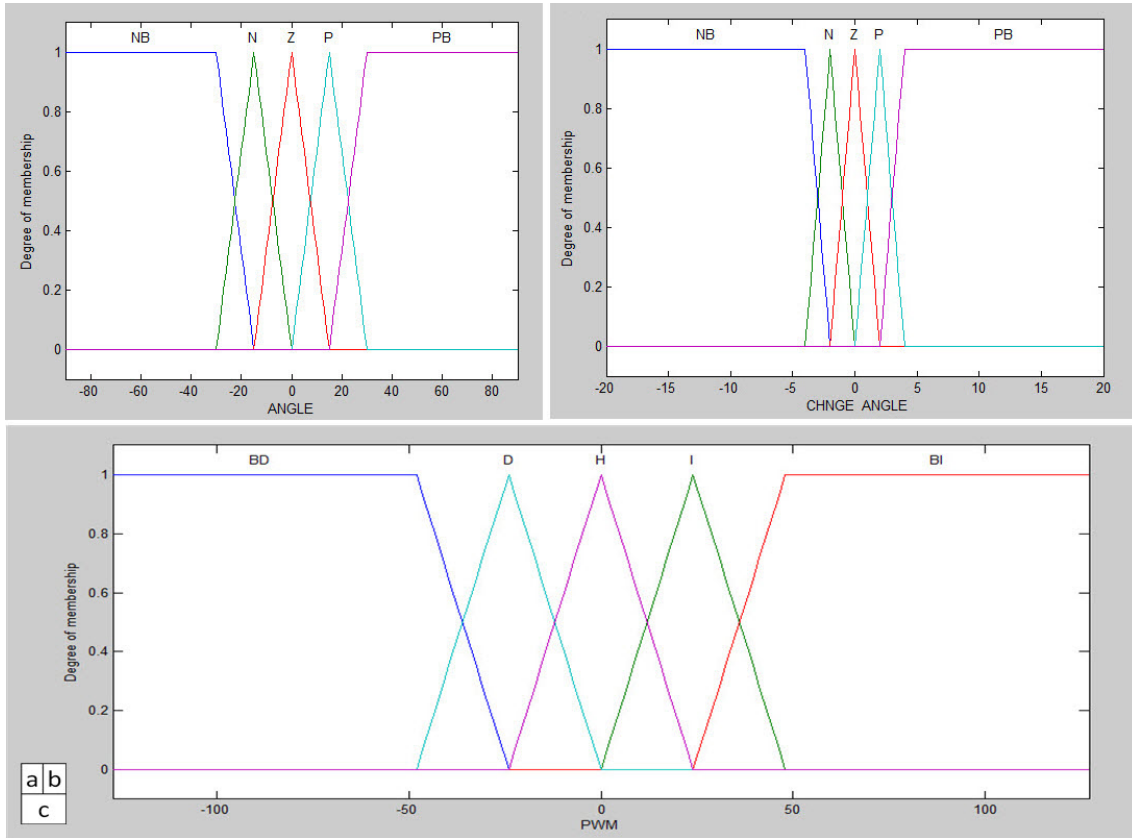 NB N Z P PB
1
0.8
0.6
0.4
0.2
0
Degree of membership
-80 -60 -40 -20 0 20 40 60 80
ANGLE
NB N Z P PB
1
0.8
0.6
0.4
0.2
0
Degree of membership
-20 -15 -10 -5 0 5 10 15 20
CHNGE ANGLE
BD D H I BI
1
0.8
0.6
0.4
0.2
0
Degree of membership
-100 -50 0 50 100
PWM
a b
c